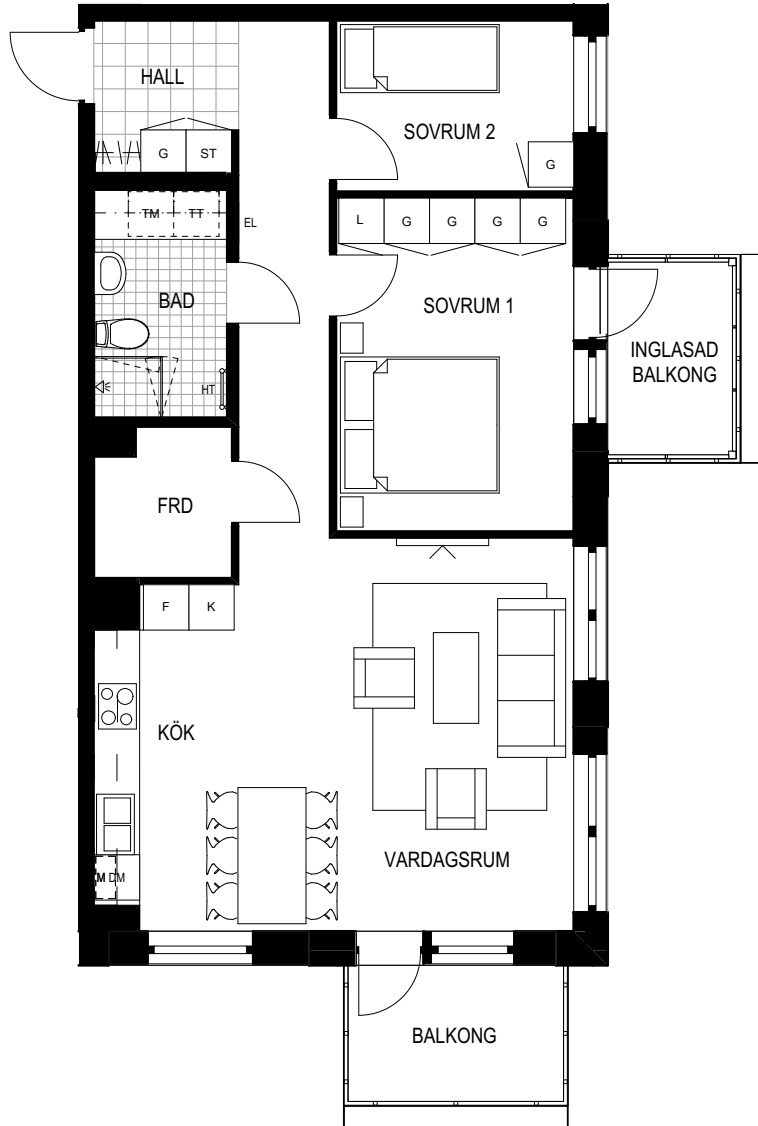 HALL
SOVRUM 2
G
ST
G
TM
TT
EL
L
G
G
G
G
BAD
SOVRUM 1
INGLASAD
BALKONG
HT
FRD
F
K
KÖK
VARDAGSRUM
M DM
BALKONG